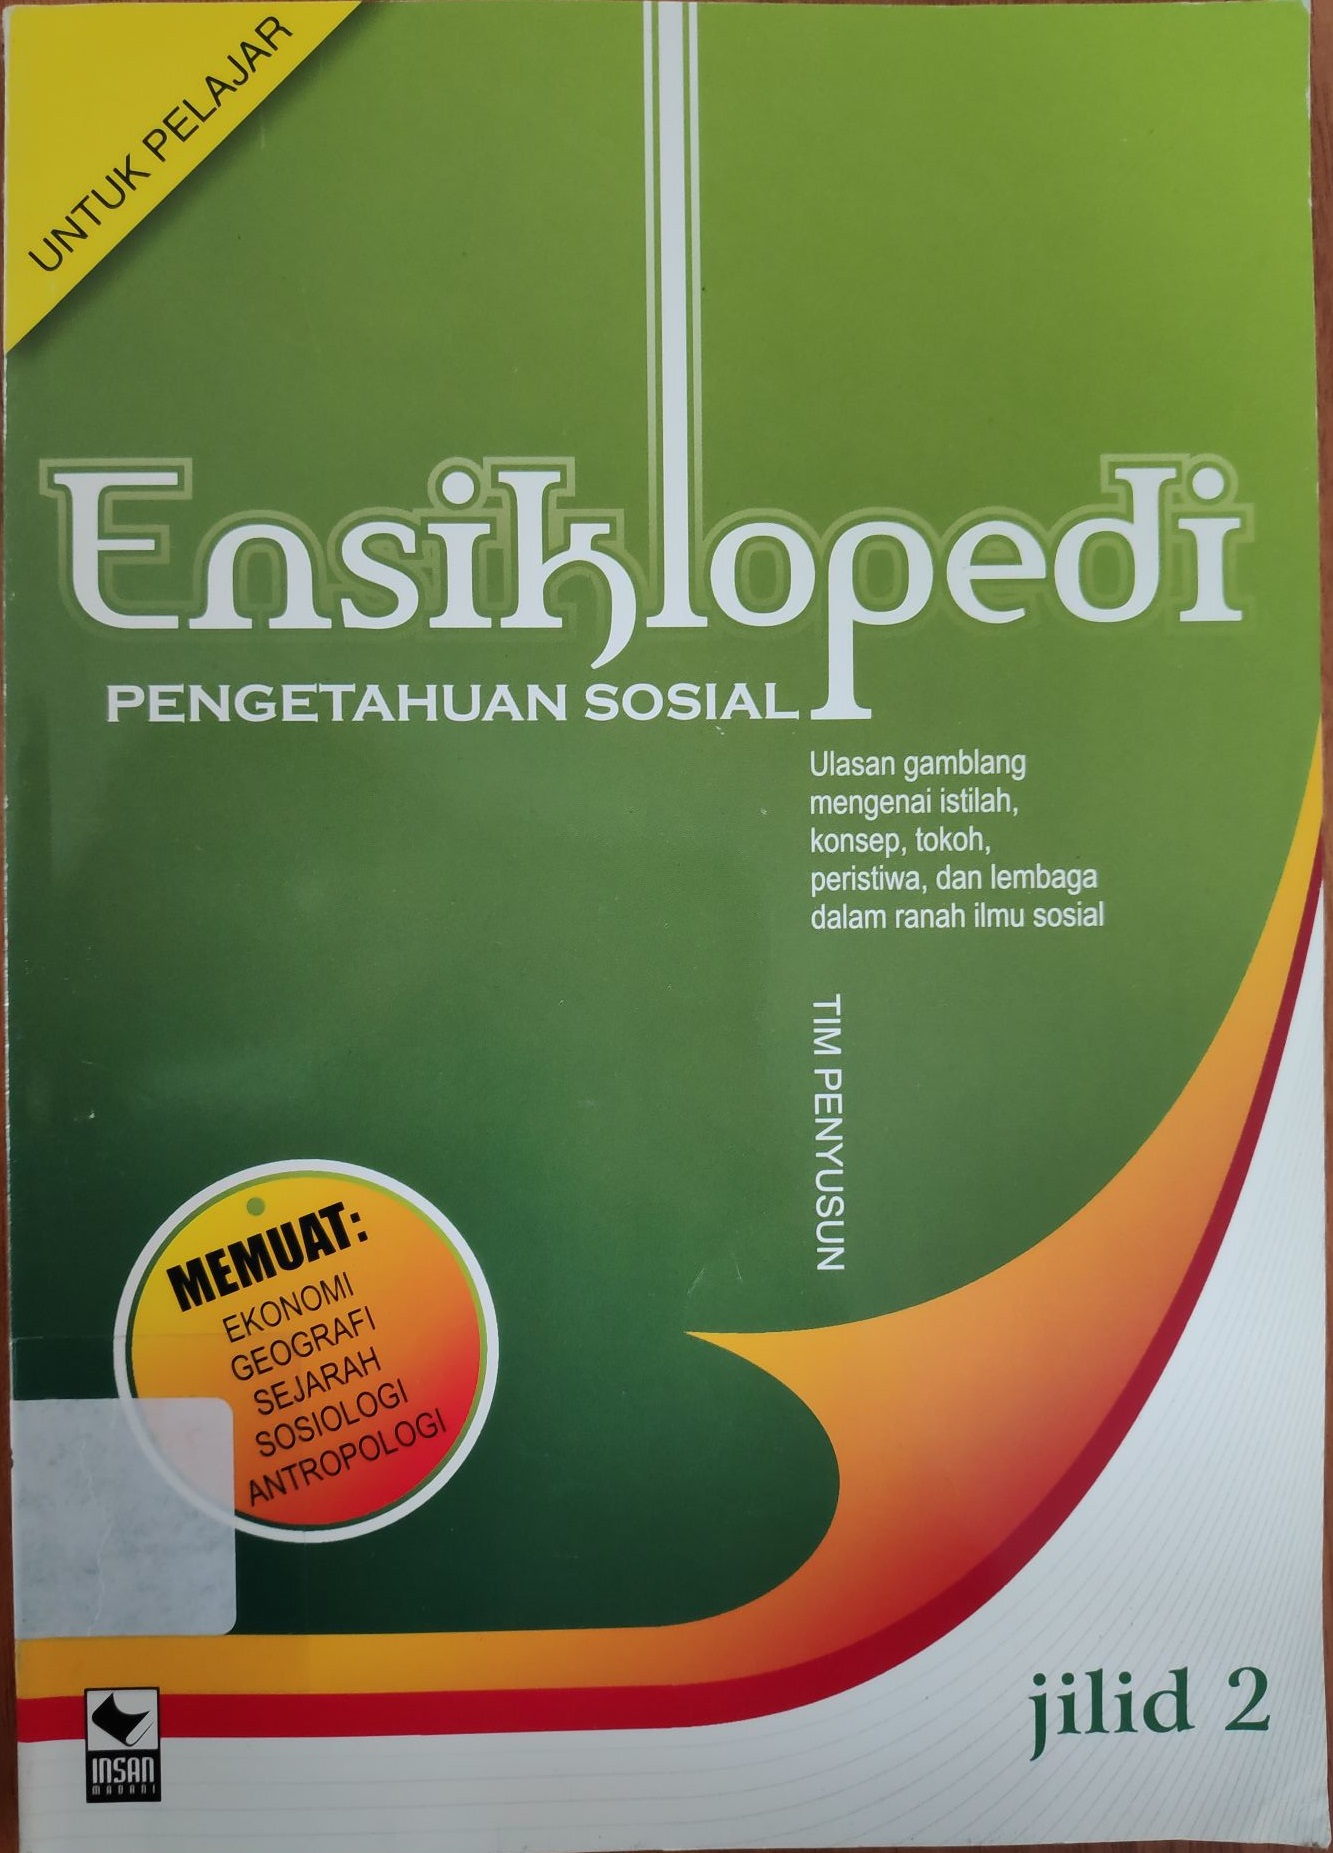 UNTUK PELAJAR
Ensiklopedi
PENGETAHUAN SOSIAL
Ulasan gamblang
mengenai istilah,
konsep, tokoh,
peristiwa, dan lembaga
dalam ranah ilmu sosial
TIM PENYUSUN
MEMUAT:
EKONOMI
GEOGRAFI
SEJARAH
SOSIOLOGI
ANTROPOLOGI
jilid 2
INSAN
MADANI